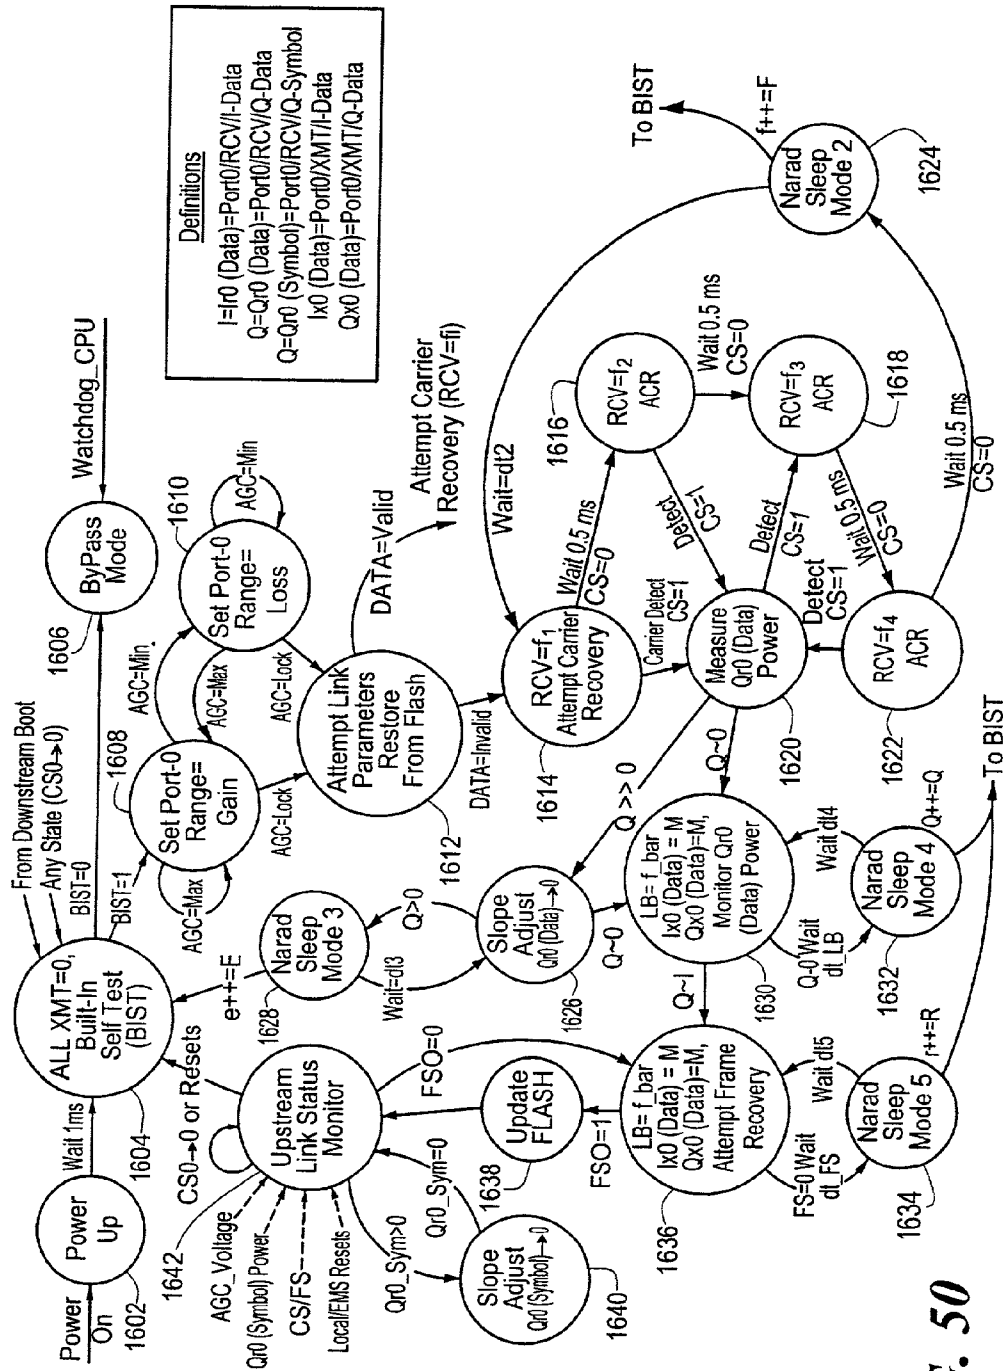 Power
On
1602
Power
Up
Wait 1ms
1604
ALL XMT=0,
Built-In
Self Test
(BIST)
From Downstream Boot
Any State (CS0→0)
BIST=0
BIST=1
1606
ByPass
Mode
Watchdog_CPU
1608
Set Port-0
Range=
Gain
AGC=Max
AGC=Min
AGC=Max
1610
Set Port-0
Range=
Loss
AGC=Min
AGC=Lock
AGC=Lock
1612
Attempt Link
Parameters
Restore
From Flash
DATA=Valid
Attempt Carrier
Recovery (RCV=fi)
DATA=Invalid
Definitions
I=Ir0 (Data)=Port0/RCV/I-Data
Q=Qr0 (Data)=Port0/RCV/Q-Data
Q=Qr0 (Symbol)=Port0/RCV/Q-Symbol
Ix0 (Data)=Port0/XMT/I-Data
Qx0 (Data)=Port0/XMT/Q-Data
1614
RCV=f1
Attempt Carrier
Recovery
Wait=dt2
Wait 0.5 ms
CS=0
Carrier Detect
CS=1
1616
RCV=f2
ACR
Wait 0.5 ms
CS=0
Detect
CS=1
1618
RCV=f3
ACR
Detect
CS=1
Wait 0.5 ms
CS=0
1620
Measure
Qr0 (Data)
Power
Detect
CS=1
1622
RCV=f4
ACR
Wait 0.5 ms
CS=0
1624
Narad
Sleep
Mode 2
f++=F
To BIST
Q >> 0
Q~0
1626
Slope
Adjust
Qr0 (Data)→0
Q>0
Wait=dt3
Q~0
1628
Narad
Sleep
Mode 3
e++=E
1630
LB= f_bar
Ix0 (Data) = M
Qx0 (Data)=M,
Monitor Qr0
(Data) Power
Wait dt4
Q-0 Wait
dt_LB
1632
Narad
Sleep
Mode 4
Q++=Q
To BIST
Q~I
1634
Narad
Sleep
Mode 5
r++=R
Wait dt5
FS=0 Wait
dt_FS
1636
LB= f_bar
Ix0 (Data) = M
Qx0 (Data)=M,
Attempt Frame
Recovery
FSO=1
FSO=0
1638
Update
FLASH
1640
Slope
Adjust
Qr0 (Symbol)→0
Qr0_Sym>0
Qr0_Sym=0
1642
Upstream
Link Status
Monitor
CS0→0 or Resets
AGC_Voltage
Qr0 (Symbol) Power
CS/FS
Local/EMS Resets
50